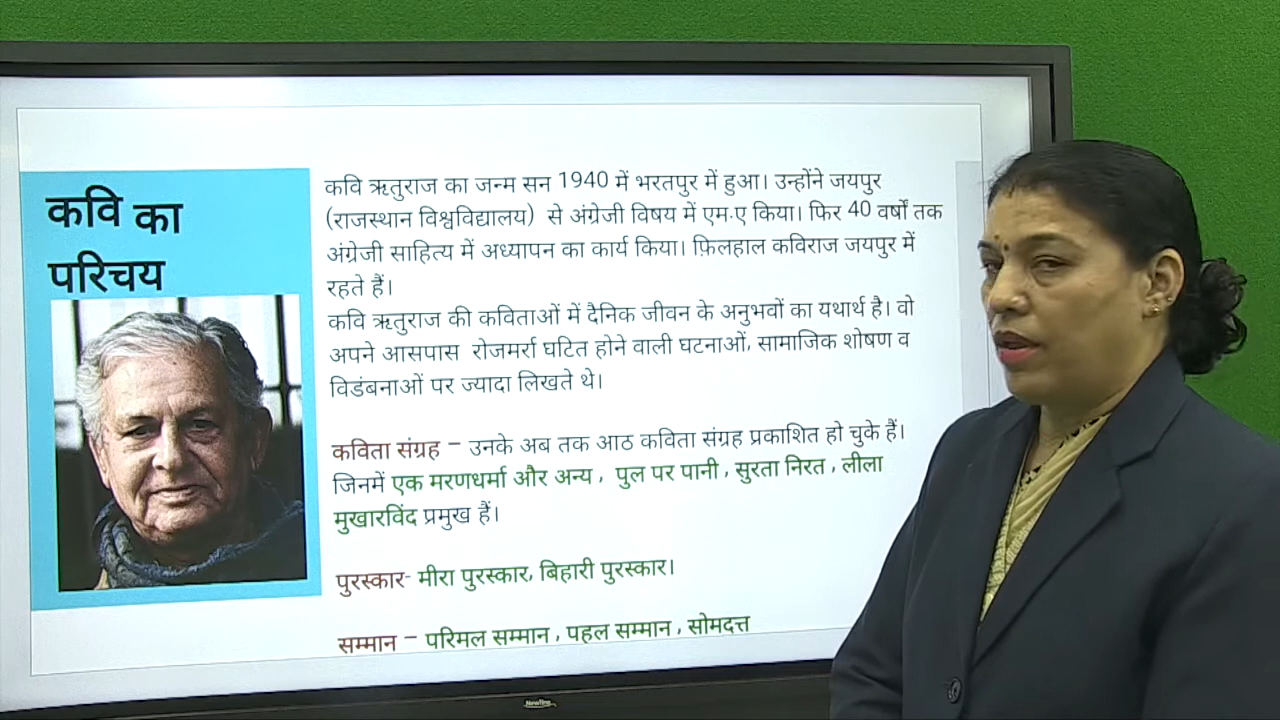 कवि का
परिचय
कवि ऋतुराज का जन्म सन 1940 में भरतपुर में हुआ। उन्होंने जयपुर
(राजस्थान विश्वविद्यालय) से अंग्रेजी विषय में एम.ए किया। फिर 40 वर्षों तक
अंग्रेजी साहित्य में अध्यापन का कार्य किया। फ़िलहाल कविराज जयपुर में
रहते हैं।
कवि ऋतुराज की कविताओं में दैनिक जीवन के अनुभवों का यथार्थ है। वो
अपने आसपास रोजमर्रा घटित होने वाली घटनाओं, सामाजिक शोषण व
विडंबनाओं पर ज्यादा लिखते थे।
कविता संग्रह – उनके अब तक आठ कविता संग्रह प्रकाशित हो चुके हैं।
जिनमें एक मरणधर्मा और अन्य , पुल पर पानी , सुरता निरत , लीला
मुखारविंद प्रमुख हैं।
पुरस्कार- मीरा पुरस्कार, बिहारी पुरस्कार।
सम्मान – परिमल सम्मान , पहल सम्मान , सोमदत्त
Newline